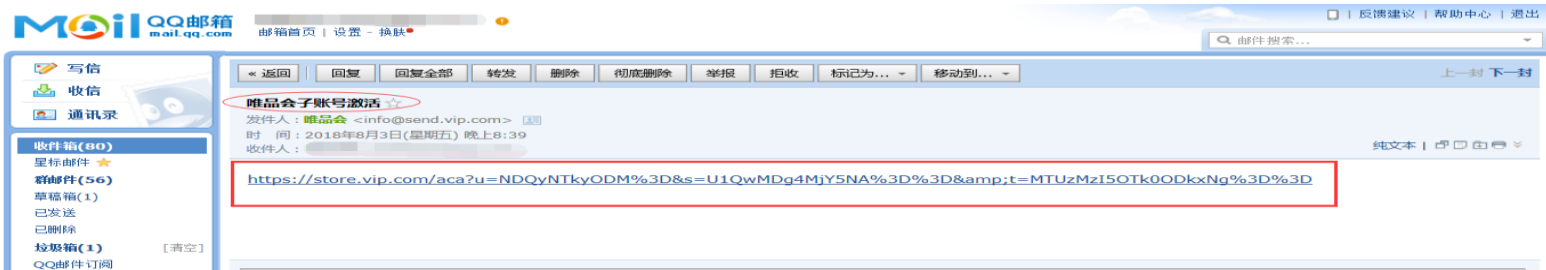 MOil QQ邮箱 mail.qq.com
邮箱首页 | 设置 - 换肤
| 反馈建议 | 帮助中心 | 退出
邮件搜索...
写信
收信
通讯录
收件箱(80)
星标邮件
群邮件(56)
草稿箱(1)
已发送
已删除
垃圾箱(1) [清空]
QQ邮件订阅
« 返回 回复 回复全部 转发 删除 彻底删除 举报 拒收 标记为... 移动到... 上一封 下一封
唯品会子账号激活
发件人：唯品会 <info@send.vip.com>
时 间：2018年8月3日(星期五) 晚上8:39
收件人：
纯文本 |
https://store.vip.com/aca?u=NDQyNTkyODM%3D&s=U1QwMDg4MjY5NA%3D%3D&amp;t=MTUzMzI5OTk0ODkxNg%3D%3D